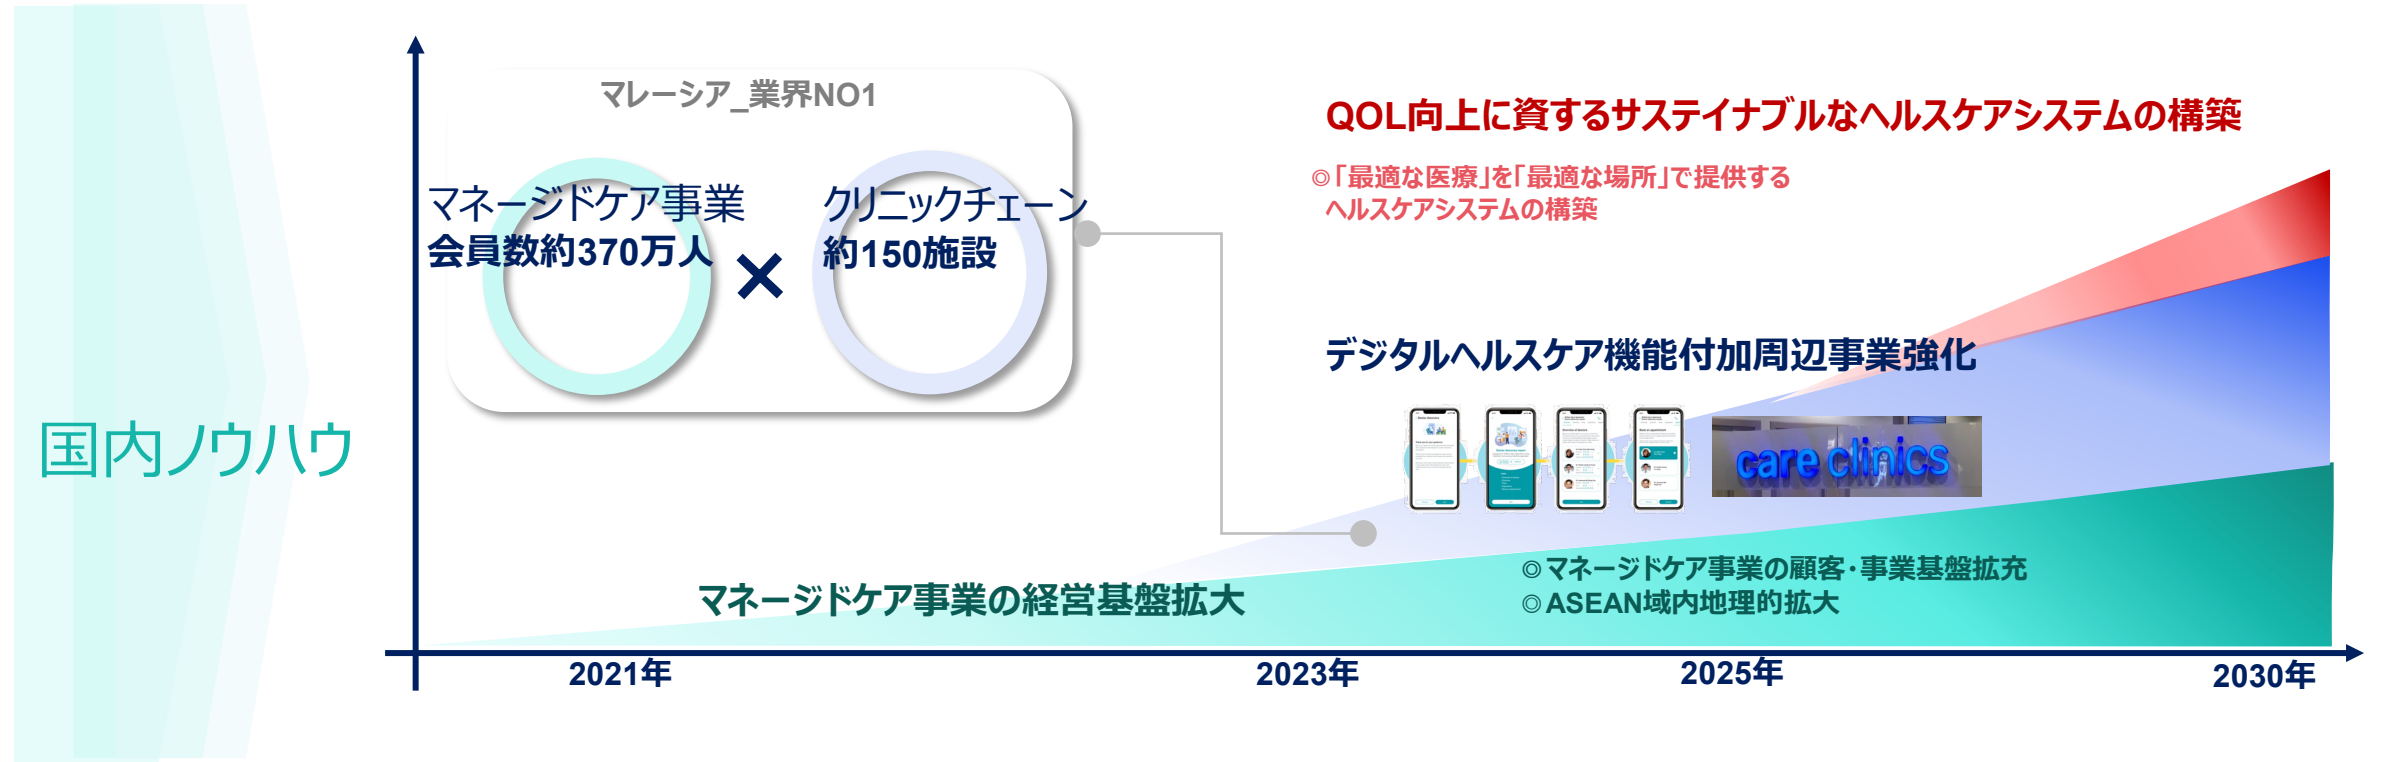 国内ノウハウ
マレーシア_業界NO1
マネージドケア事業
会員数約370万人
×
クリニックチェーン
約150施設
QOL向上に資するサステイナブルなヘルスケアシステムの構築
◎「最適な医療」を「最適な場所」で提供する
ヘルスケアシステムの構築
デジタルヘルスケア機能付加周辺事業強化
care clinics
マネージドケア事業の経営基盤拡大
◎マネージドケア事業の顧客・事業基盤拡充
◎ASEAN域内地理的拡大
2021年
2023年
2025年
2030年